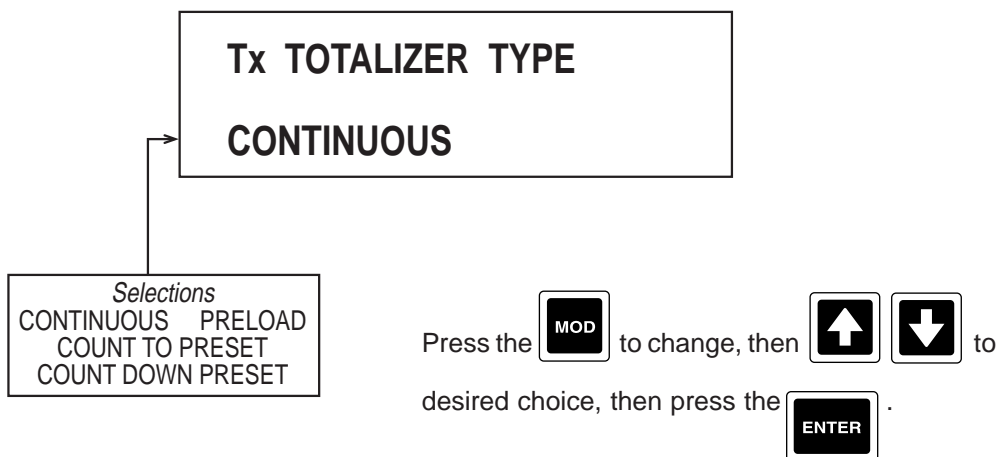 Tx TOTALIZER TYPE
CONTINUOUS
Selections
CONTINUOUS PRELOAD
COUNT TO PRESET
COUNT DOWN PRESET
Press the MOD to change, then to
desired choice, then press the ENTER .